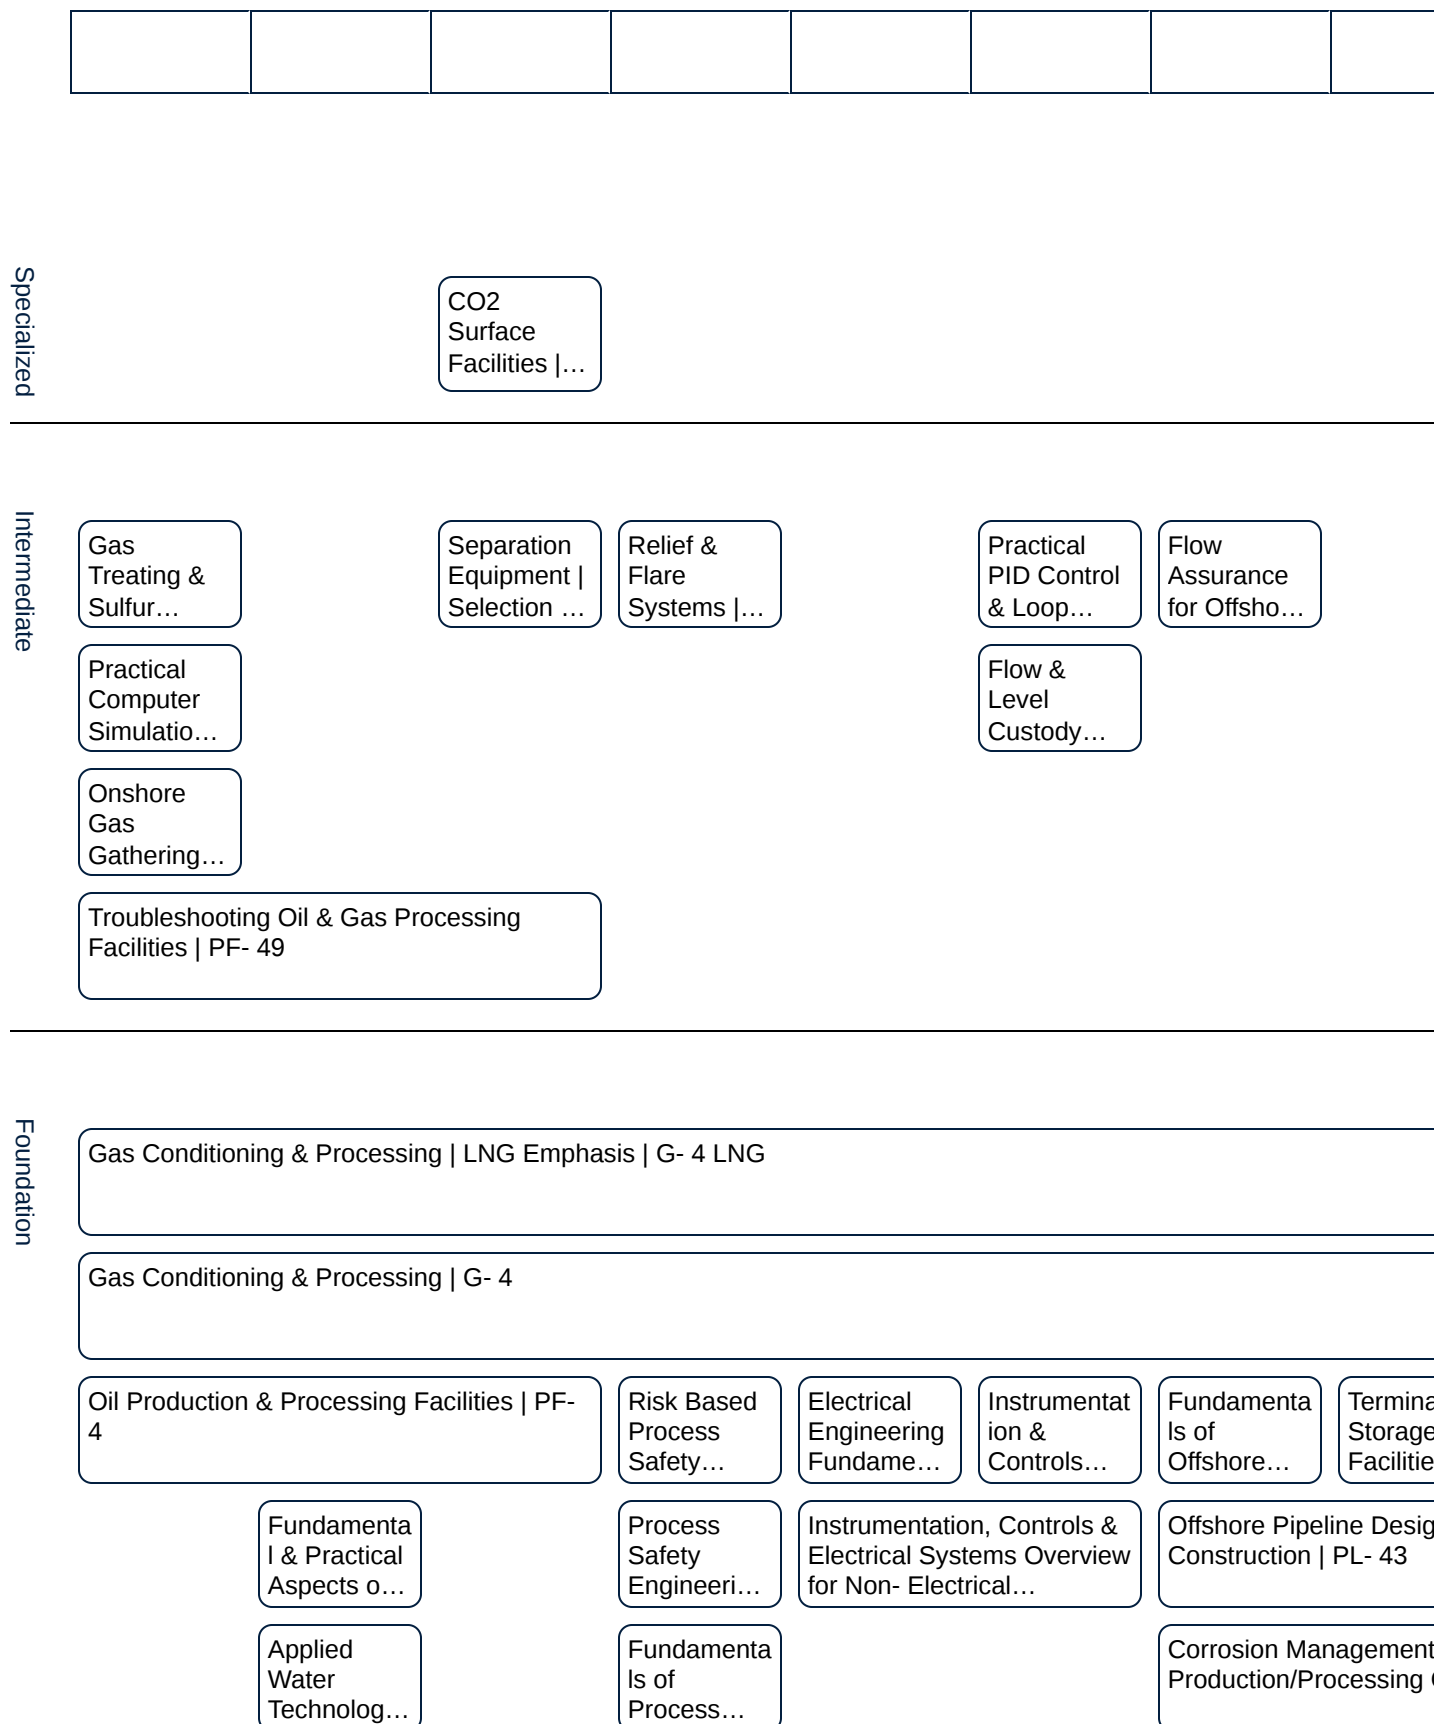 Specialized
CO2
Surface
Facilities |…
Intermediate
Gas
Treating &
Sulfur…
Separation
Equipment |
Selection …
Relief &
Flare
Systems |…
Practical
PID Control
& Loop…
Flow
Assurance
for Offsho…
Practical
Computer
Simulatio…
Flow &
Level
Custody…
Onshore
Gas
Gathering…
Troubleshooting Oil & Gas Processing
Facilities | PF- 49
Foundation
Gas Conditioning & Processing | LNG Emphasis | G- 4 LNG
Gas Conditioning & Processing | G- 4
Oil Production & Processing Facilities | PF-
4
Risk Based
Process
Safety…
Electrical
Engineering
Fundame…
Instrumentat
ion &
Controls…
Fundamenta
ls of
Offshore…
Termina
Storage
Facilitie
Fundamenta
l & Practical
Aspects o…
Process
Safety
Engineeri…
Instrumentation, Controls &
Electrical Systems Overview
for Non- Electrical…
Offshore Pipeline Desig
Construction | PL- 43
Applied
Water
Technolog…
Fundamenta
ls of
Process…
Corrosion Management
Production/Processing